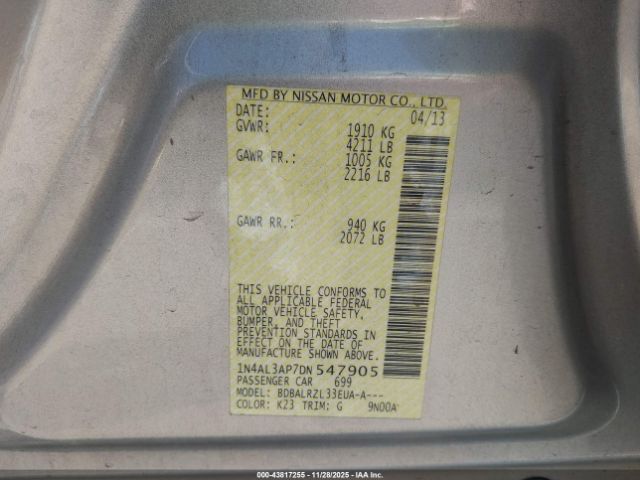 MFD BY NISSAN MOTOR CO., LTD.
DATE: 04/13
GVWR: 1910 KG
4211 LB
GAWR FR.: 1005 KG
2216 LB
GAWR RR.: 940 KG
2072 LB
THIS VEHICLE CONFORMS TO
ALL APPLICABLE FEDERAL
MOTOR VEHICLE SAFETY,
BUMPER, AND THEFT
PREVENTION STANDARDS IN
EFFECT ON THE DATE OF
MANUFACTURE SHOWN ABOVE.
1N4AL3AP7DN547905
PASSENGER CAR 699
MODEL: BDBALRZL33EUA-A---
COLOR: K23 TRIM: G 9N00A
000-43817255 - 11/28/2025 - IAA Inc.